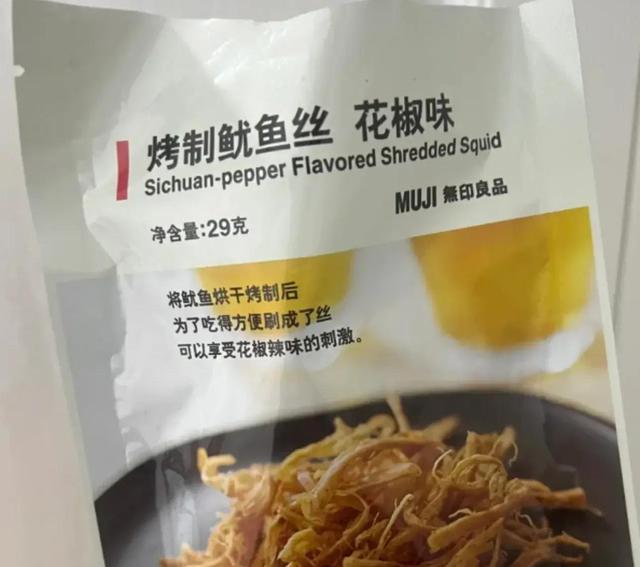 烤制鱿鱼丝 花椒味
Sichuan-pepper Flavored Shredded Squid
MUJI 無印良品
净含量:29克
将鱿鱼烘干烤制后
为了吃得方便刷成了丝
可以享受花椒辣味的刺激。